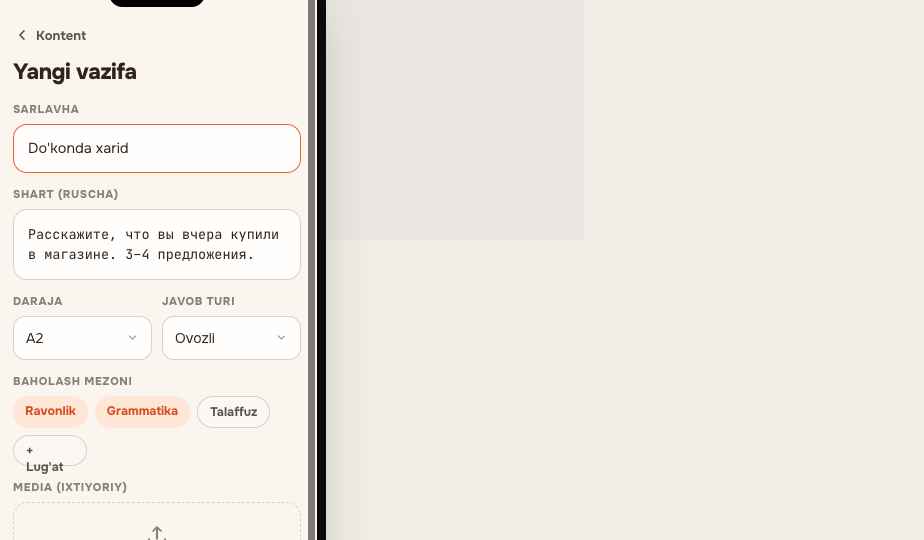 Kontent
Yangi vazifa
SARLAVHA
Do'konda xarid
SHART (RUSCHA)
Расскажите, что вы вчера купили
в магазине. 3–4 предложения.
DARAJA
JAVOB TURI
A2
Ovozli
BAHOLASH MEZONI
Ravonlik
Grammatika
Talaffuz
+
Lug'at
MEDIA (IXTIYORIY)